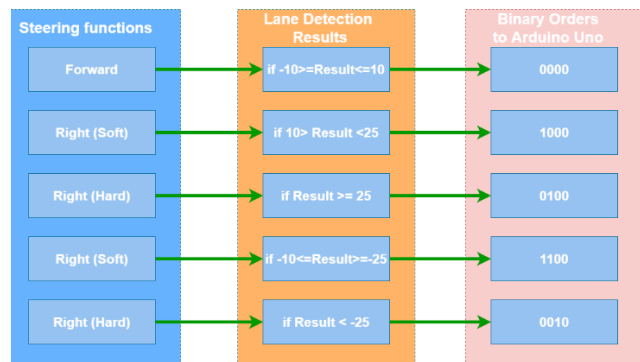 Steering functions
Lane Detection
Results
Binary Orders
to Arduino Uno
Forward
if -10>=Result<=10
0000
Right (Soft)
if 10> Result <25
1000
Right (Hard)
if Result >= 25
0100
Right (Soft)
if -10<=Result>=-25
1100
Right (Hard)
if Result < -25
0010